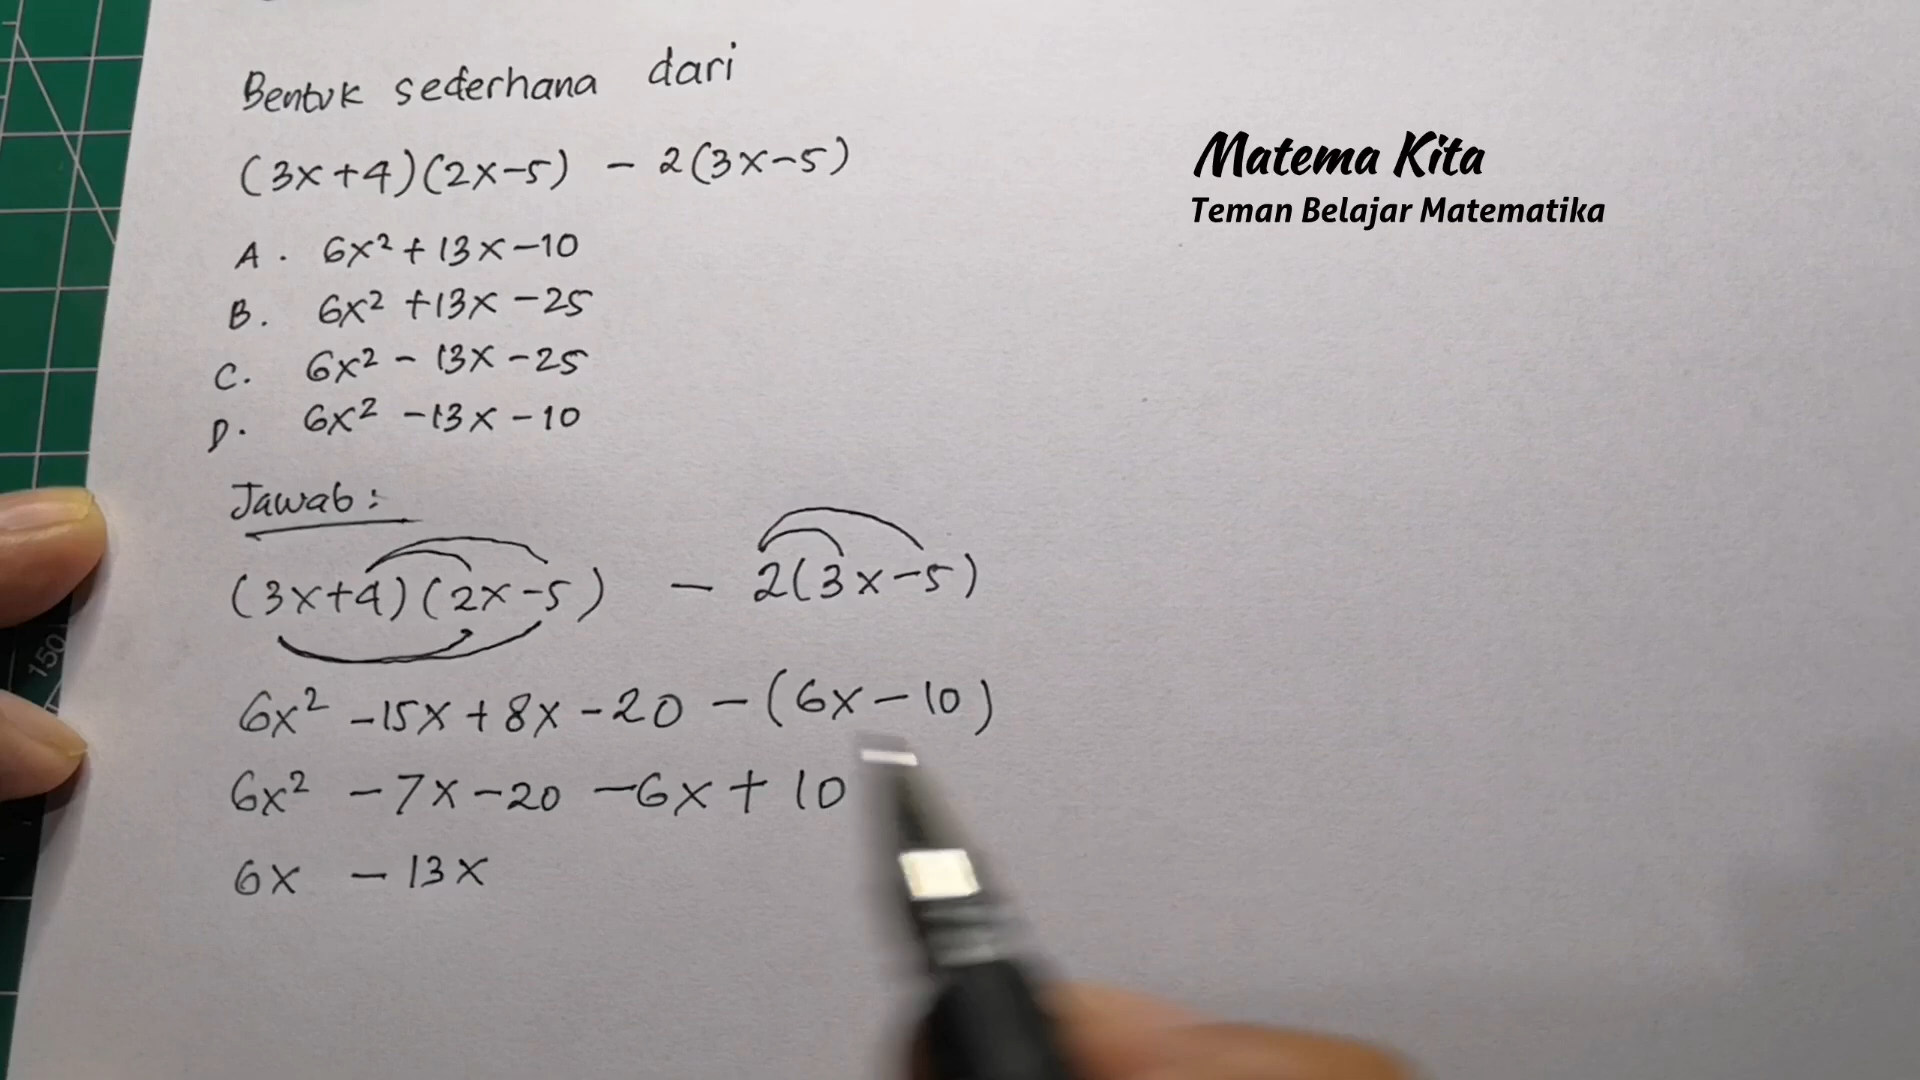 Bentuk sederhana dari
(3x+4)(2x-5) - 2(3x-5)
A. 6x² + 13x - 10
B. 6x² + 13x - 25
C. 6x² - 13x - 25
D. 6x² - 13x - 10
Jawab:
(3x+4)(2x-5) - 2(3x-5)
6x² - 15x + 8x - 20 - (6x - 10)
6x² - 7x - 20 - 6x + 10
6x - 13x
Matema Kita
Teman Belajar Matematika
150